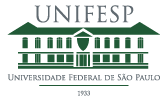 UNIFESP
UNIVERSIDADE FEDERAL DE SÃO PAULO
1933